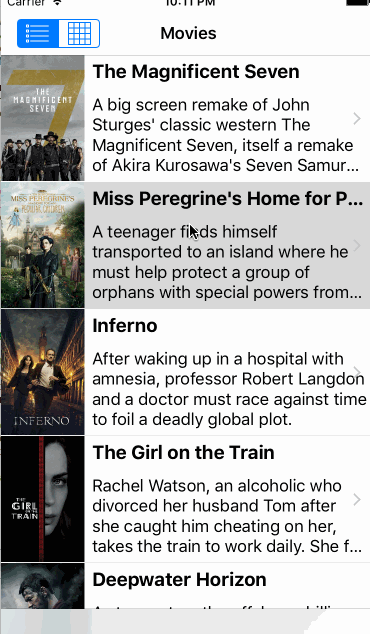 Carrier
10:11 PM
Movies
THE
MAGNIFICENT
SEVEN
7
The Magnificent Seven
A big screen remake of John
Sturges' classic western The
Magnificent Seven, itself a remake
of Akira Kurosawa's Seven Samur...
MISS PEREGRINE'S
Miss Peregrine's Home for P...
A teenager finds himself
transported to an island where he
must help protect a group of
orphans with special powers from...
INFERNO
Inferno
After waking up in a hospital with
amnesia, professor Robert Langdon
and a doctor must race against time
to foil a deadly global plot.
THE
GIRL
ON THE
TRAIN
The Girl on the Train
Rachel Watson, an alcoholic who
divorced her husband Tom after
she caught him cheating on her,
takes the train to work daily. She f...
Deepwater Horizon